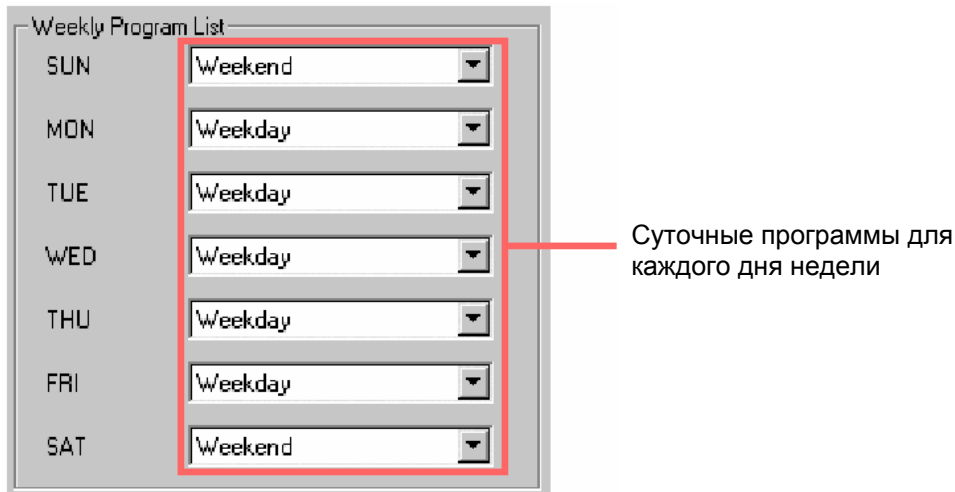 Weekly Program List
SUN Weekend
MON Weekday
TUE Weekday
WED Weekday
THU Weekday
FRI Weekday
SAT Weekend
Суточные программы для
каждого дня недели